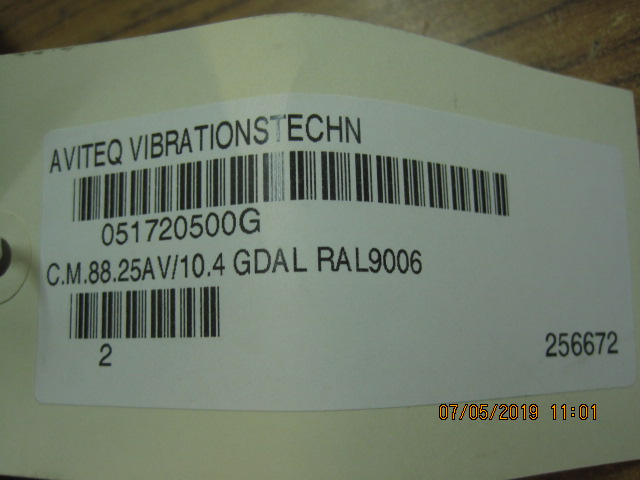 AVITEQ VIBRATIONSTECHN
051720500G
C.M.88.25AV/10.4 GDAL RAL9006
2
256672
07/05/2019 11:01